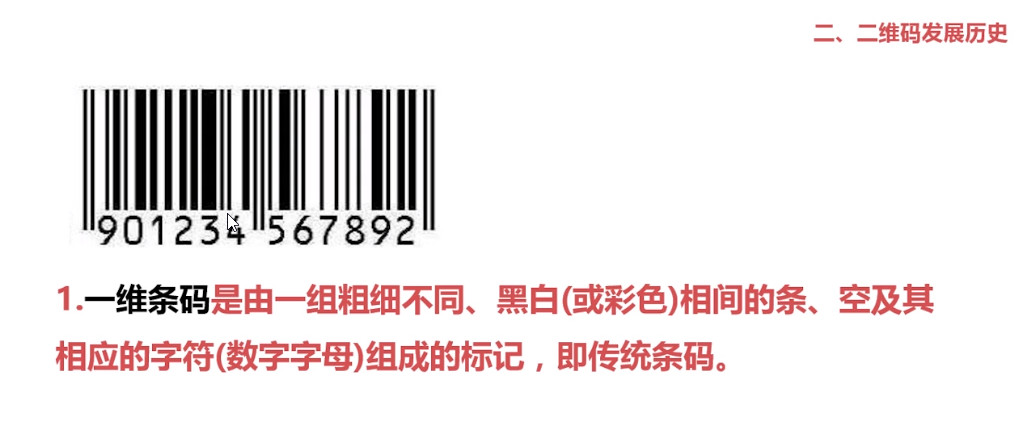 二、二维码发展历史
901234 567892
1.一维条码是由一组粗细不同、黑白(或彩色)相间的条、空及其
相应的字符(数字字母)组成的标记，即传统条码。